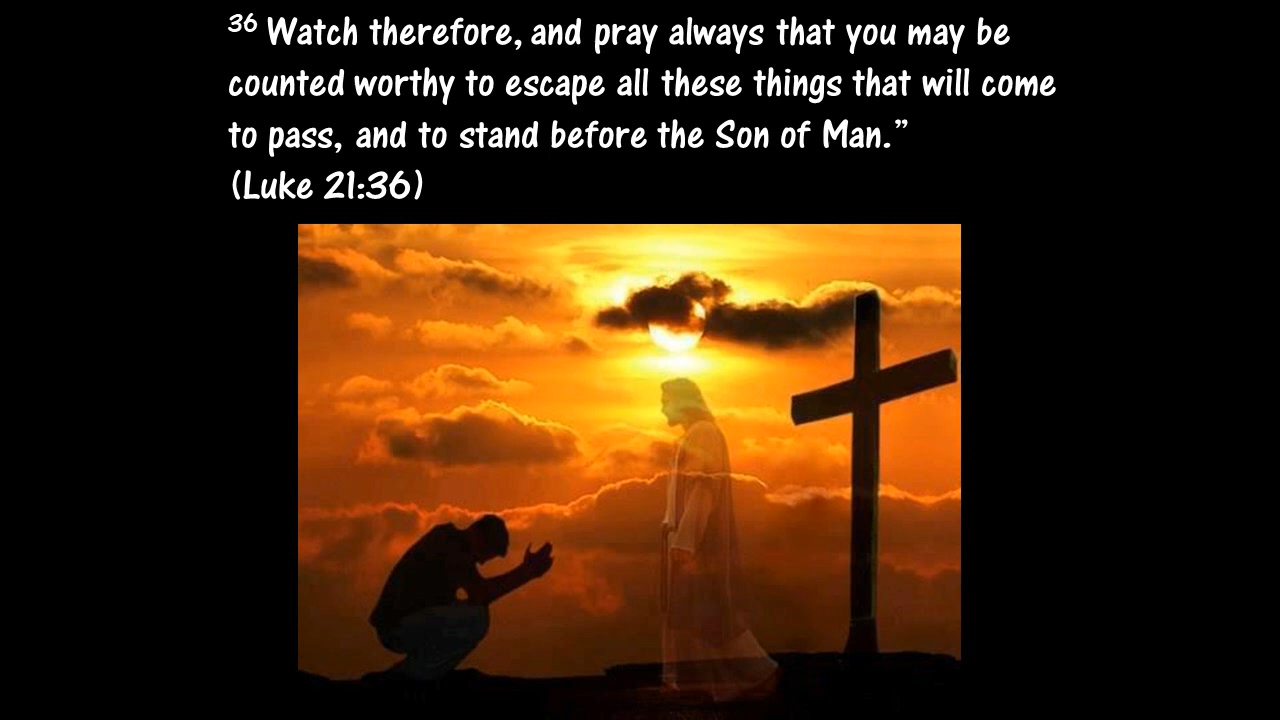 36 Watch therefore, and pray always that you may be
counted worthy to escape all these things that will come
to pass, and to stand before the Son of Man.”
(Luke 21:36)